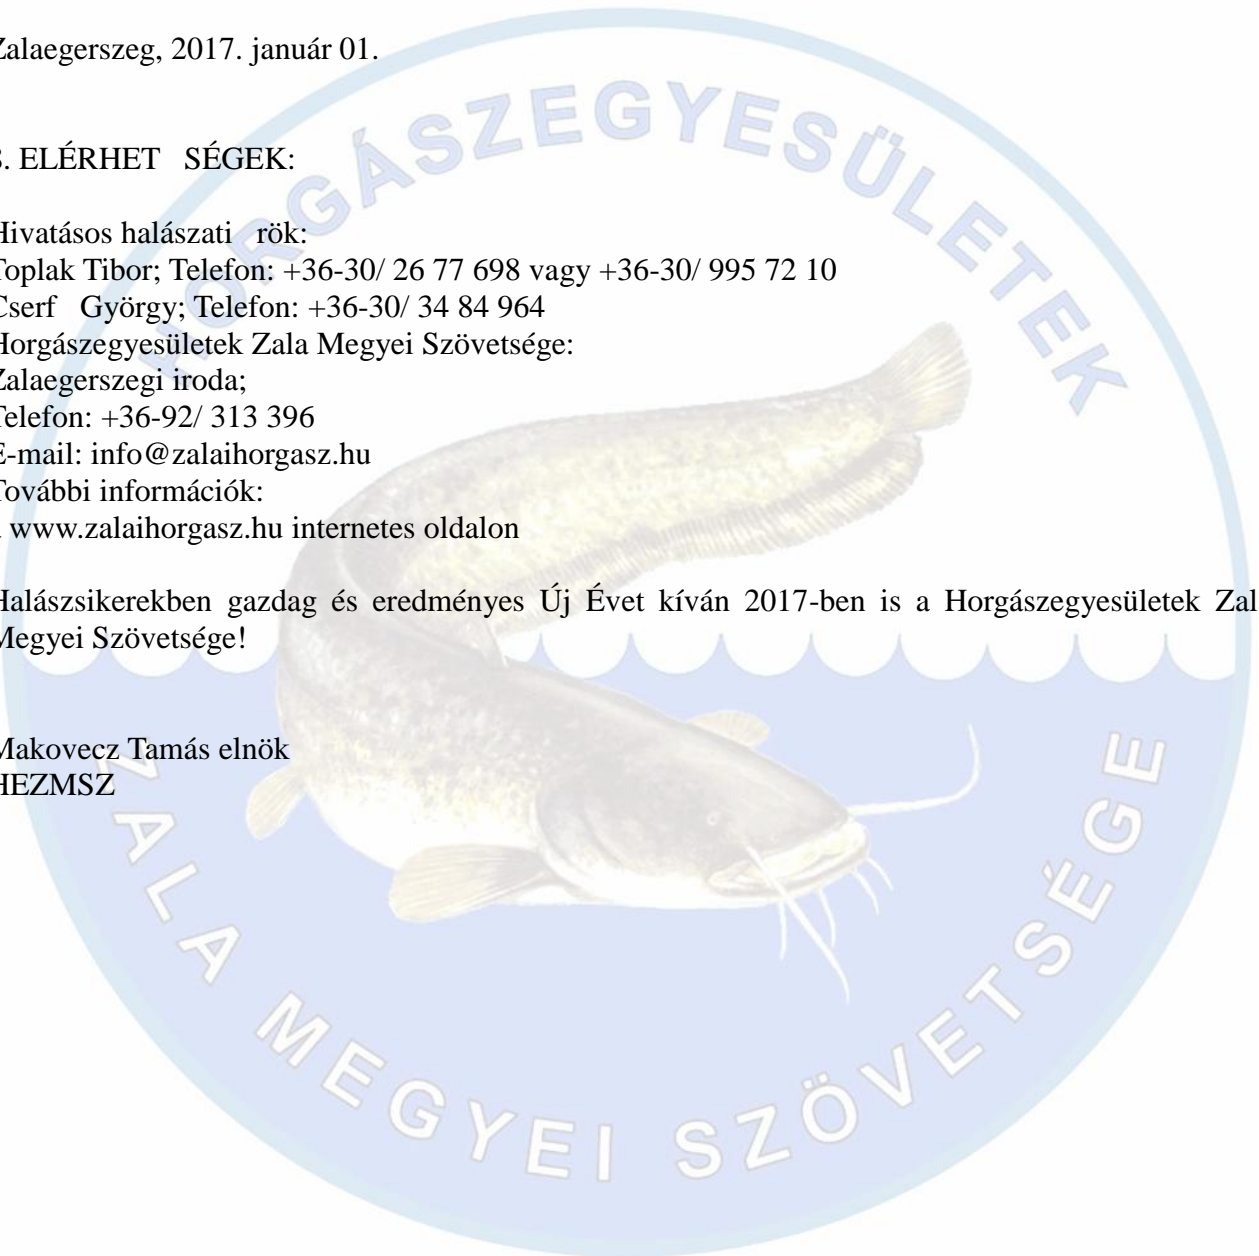 Zalaegerszeg, 2017. január 01.
8. ELÉRHET SÉGEK:
Hivatásos halászati rök:
Toplak Tibor; Telefon: +36-30/ 26 77 698 vagy +36-30/ 995 72 10
Cserf György; Telefon: +36-30/ 34 84 964
Horgászegyesületek Zala Megyei Szövetsége:
Zalaegerszegi iroda;
Telefon: +36-92/ 313 396
E-mail: info@zalaihorgasz.hu
További információk:
www.zalaihorgasz.hu internetes oldalon
Halászsikerekben gazdag és eredményes Új Évet kíván 2017-ben is a Horgászegyesületek Zal
Megyei Szövetsége!
Makovecz Tamás elnök
HEZMSZ
HORGÁSZEGYESÜLETEK
ZALA MEGYEI SZÖVETSÉGE